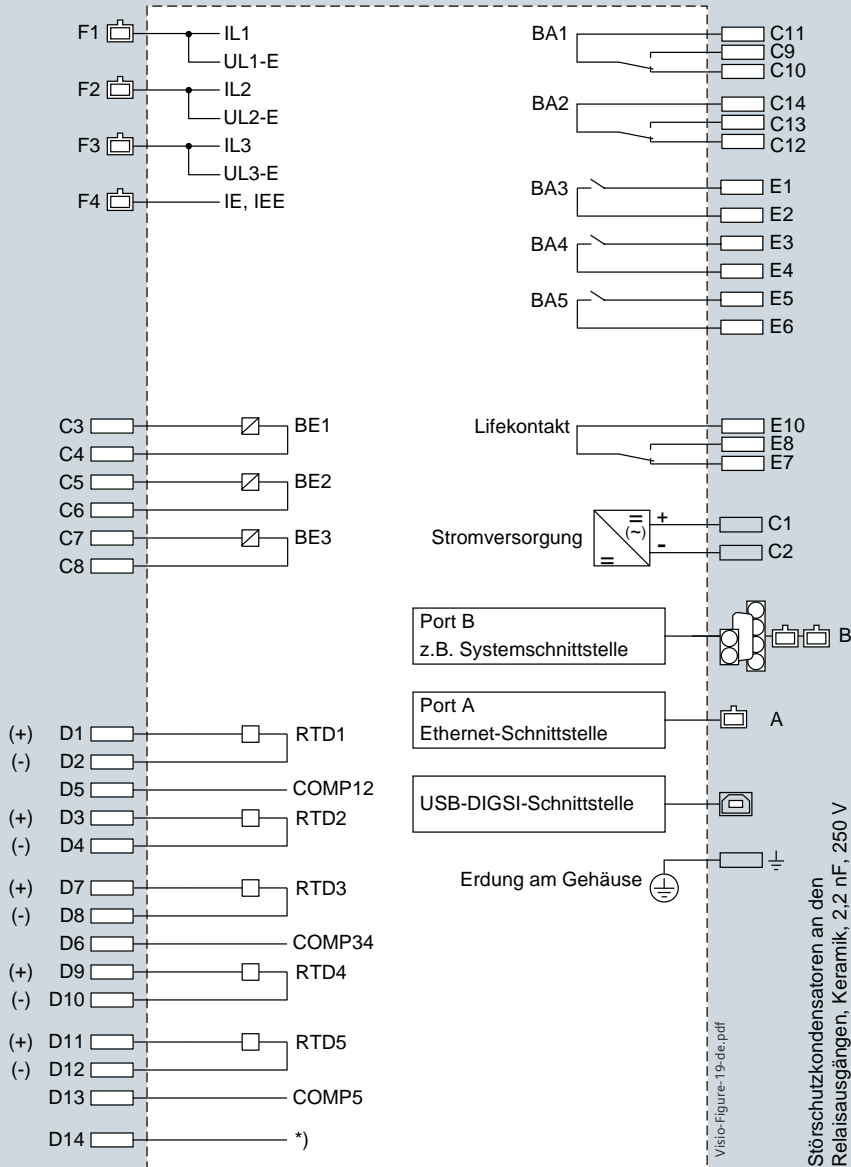 F1 IL1
UL1-E
F2 IL2
UL2-E
F3 IL3
UL3-E
F4 IE, IEE
C3 BE1
C4
C5 BE2
C6
C7 BE3
C8
(+) D1 RTD1
(-) D2
D5 COMP12
(+) D3 RTD2
(-) D4
(+) D7 RTD3
(-) D8
D6 COMP34
(+) D9 RTD4
(-) D10
(+) D11 RTD5
(-) D12
D13 COMP5
D14 *)
BA1 C11
C9
C10
BA2 C14
C13
C12
BA3 E1
E2
BA4 E3
E4
BA5 E5
E6
Lifekontakt E10
E8
E7
Stromversorgung = (~) = + C1
- C2
Port B
z.B. Systemschnittstelle B
Port A
Ethernet-Schnittstelle A
USB-DIGSI-Schnittstelle
Erdung am Gehäuse
Visio-Figure-19-de.pdf
Störschutzkondensatoren an den
Relaisausgängen, Keramik, 2,2 nF, 250 V